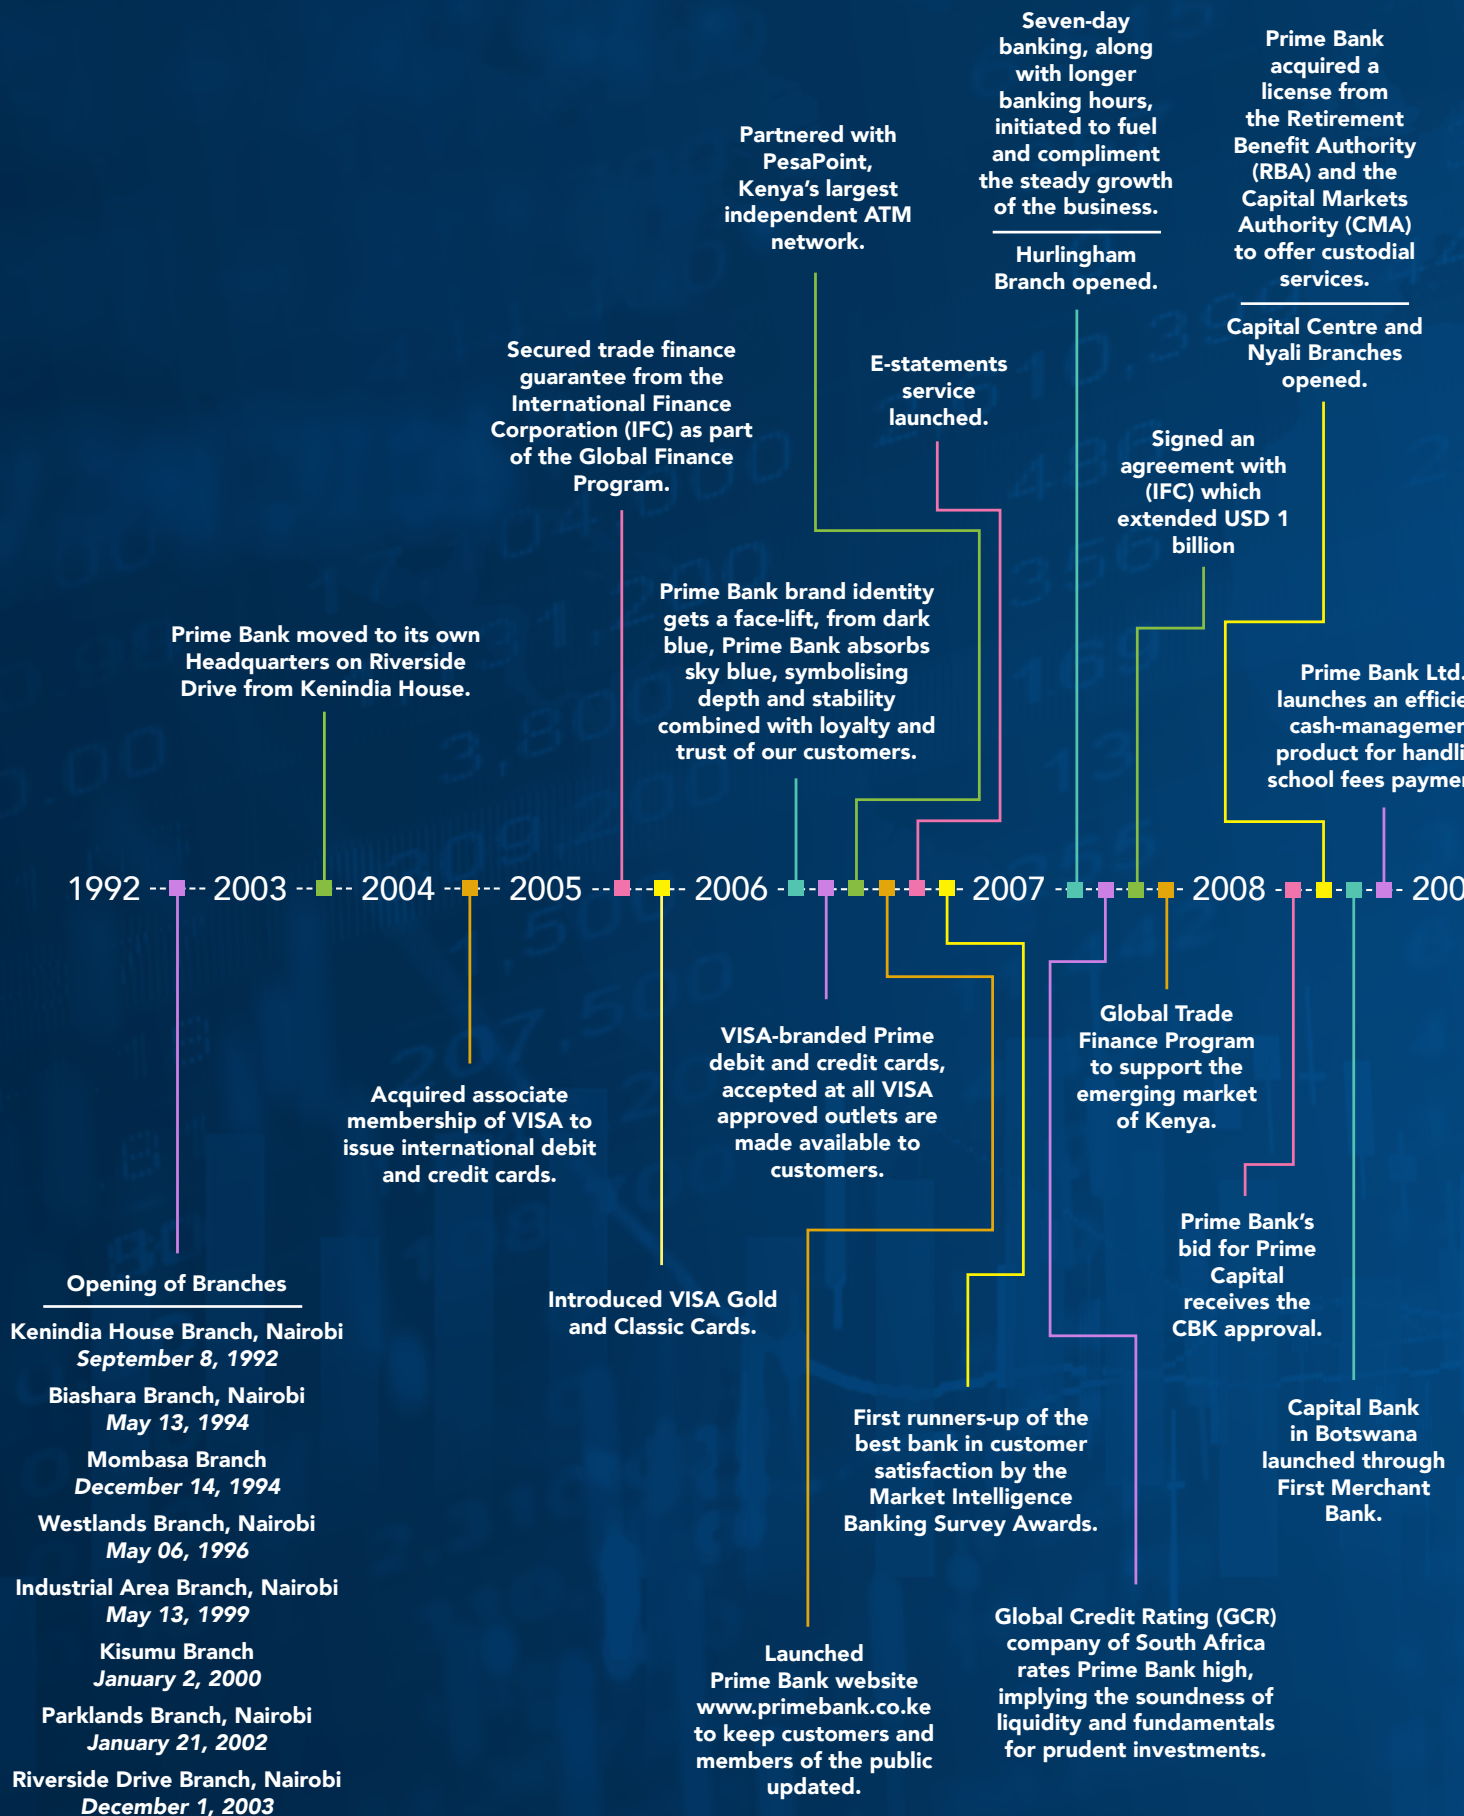 Seven-day
banking, along
with longer
banking hours,
initiated to fuel
and compliment
the steady growth
of the business.
Hurlingham
Branch opened.
Prime Bank
acquired a
license from
the Retirement
Benefit Authority
(RBA) and the
Capital Markets
Authority (CMA)
to offer custodial
services.
Capital Centre and
Nyali Branches
opened.
Partnered with
PesaPoint,
Kenya’s largest
independent ATM
network.
Secured trade finance
guarantee from the
International Finance
Corporation (IFC) as part
of the Global Finance
Program.
E-statements
service
launched.
Signed an
agreement with
(IFC) which
extended USD 1
billion
Prime Bank brand identity
gets a face-lift, from dark
blue, Prime Bank absorbs
sky blue, symbolising
depth and stability
combined with loyalty and
trust of our customers.
Prime Bank moved to its own
Headquarters on Riverside
Drive from Kenindia House.
Prime Bank Ltd.
launches an efficie
cash-managemen
product for handli
school fees paymen
1992 2003 2004 2005 2006 2007 2008 200
Acquired associate
membership of VISA to
issue international debit
and credit cards.
VISA-branded Prime
debit and credit cards,
accepted at all VISA
approved outlets are
made available to
customers.
Global Trade
Finance Program
to support the
emerging market
of Kenya.
Prime Bank’s
bid for Prime
Capital
receives the
CBK approval.
Introduced VISA Gold
and Classic Cards.
First runners-up of the
best bank in customer
satisfaction by the
Market Intelligence
Banking Survey Awards.
Capital Bank
in Botswana
launched through
First Merchant
Bank.
Opening of Branches
Kenindia House Branch, Nairobi
September 8, 1992
Biashara Branch, Nairobi
May 13, 1994
Mombasa Branch
December 14, 1994
Westlands Branch, Nairobi
May 06, 1996
Industrial Area Branch, Nairobi
May 13, 1999
Kisumu Branch
January 2, 2000
Parklands Branch, Nairobi
January 21, 2002
Riverside Drive Branch, Nairobi
December 1, 2003
Launched
Prime Bank website
www.primebank.co.ke
to keep customers and
members of the public
updated.
Global Credit Rating (GCR)
company of South Africa
rates Prime Bank high,
implying the soundness of
liquidity and fundamentals
for prudent investments.